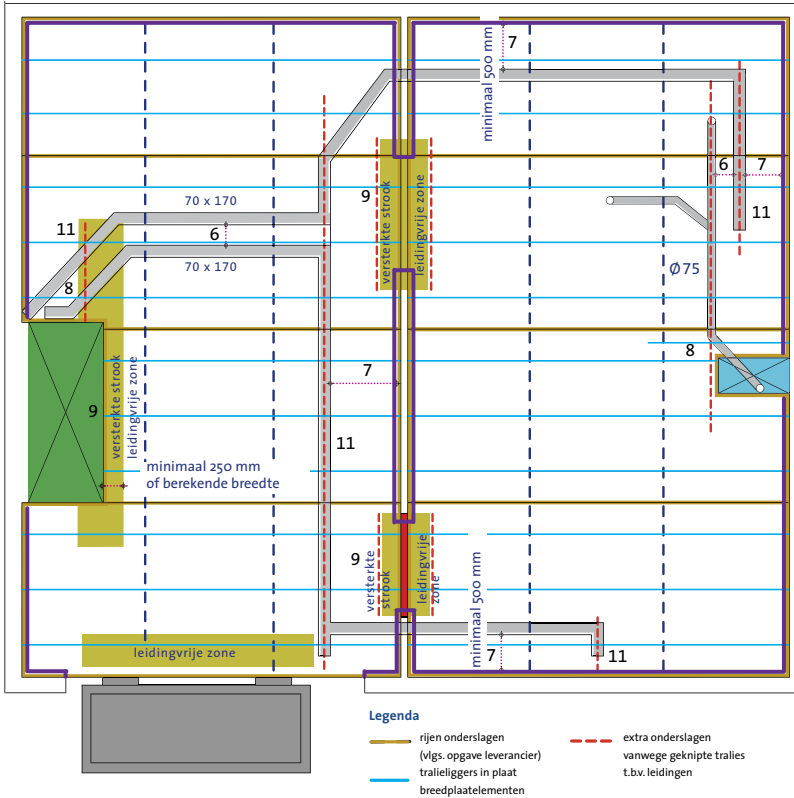 minimaal 500 mm
7
9
versterkte strook
leidingvrije zone
6
7
70 x 170
11
11
6
70 x 170
Ø 75
8
8
7
versterkte strook
leidingvrije zone
9
11
minimaal 250 mm
of berekende breedte
9
versterkte
strook
leidingvrije
zone
minimaal 500 mm
leidingvrije zone
7
11
Legenda
rijen onderslagen
(vlgs. opgave leverancier)
tralieliggers in plaat
breedplaatelementen
extra onderslagen
vanwege geknipte tralies
t.b.v. leidingen